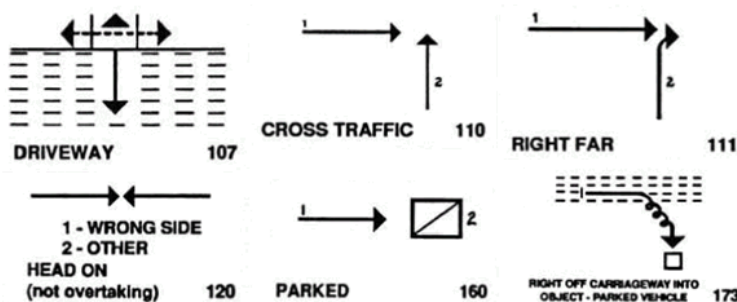 1
2
1
2
DRIVEWAY 107
CROSS TRAFFIC 110
RIGHT FAR 111
1 - WRONG SIDE
2 - OTHER
HEAD ON
(not overtaking) 120
1
2
PARKED 160
1
RIGHT OFF CARRIAGEWAY INTO
OBJECT - PARKED VEHICLE 173